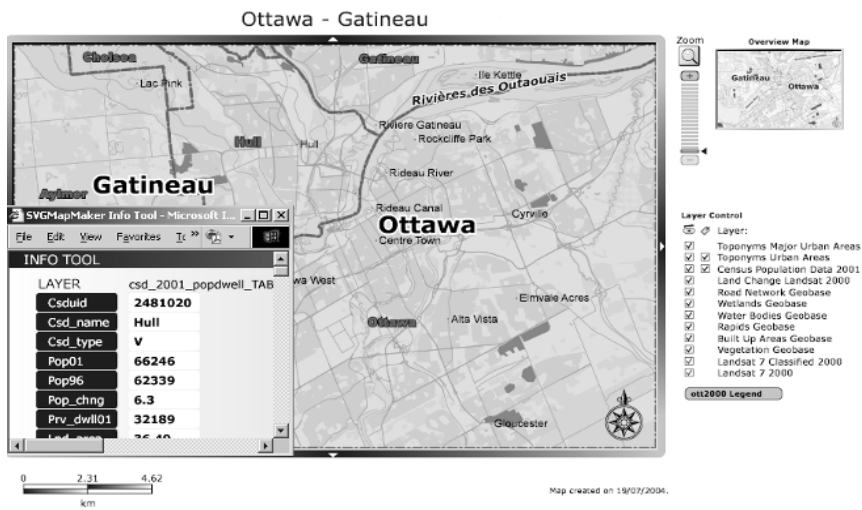 Ottawa - Gatineau
Zoom
Overview Map
Gatineau
Ottawa
Chelsea
Gatineau
Lac Pink
Ile Kettle
Rivières des Outaouais
Riviere Gatineau
Rockcliffe Park
Hull
Hull
Rideau River
Aylmer
Gatineau
Rideau Canal
Ottawa
Cyrville
Centre Town
wa West
Elmvale Acres
Ottawa
Alta Vista
Gloucester
SVGMapMaker Info Tool - Microsoft I...
File Edit View Favorites Tc »
INFO TOOL
LAYER csd_2001_popdwell_TAB
Csduid 2481020
Csd_name Hull
Csd_type V
Pop01 66246
Pop96 62339
Pop_chng 6.3
Prv_dwll01 32189
Layer Control
Layer:
Toponyms Major Urban Areas
Toponyms Urban Areas
Census Population Data 2001
Land Change Landsat 2000
Road Network Geobase
Wetlands Geobase
Water Bodies Geobase
Rapids Geobase
Built Up Areas Geobase
Vegetation Geobase
Landsat 7 Classified 2000
Landsat 7 2000
ott2000 Legend
0 2.31 4.62
km
Map created on 19/07/2004.